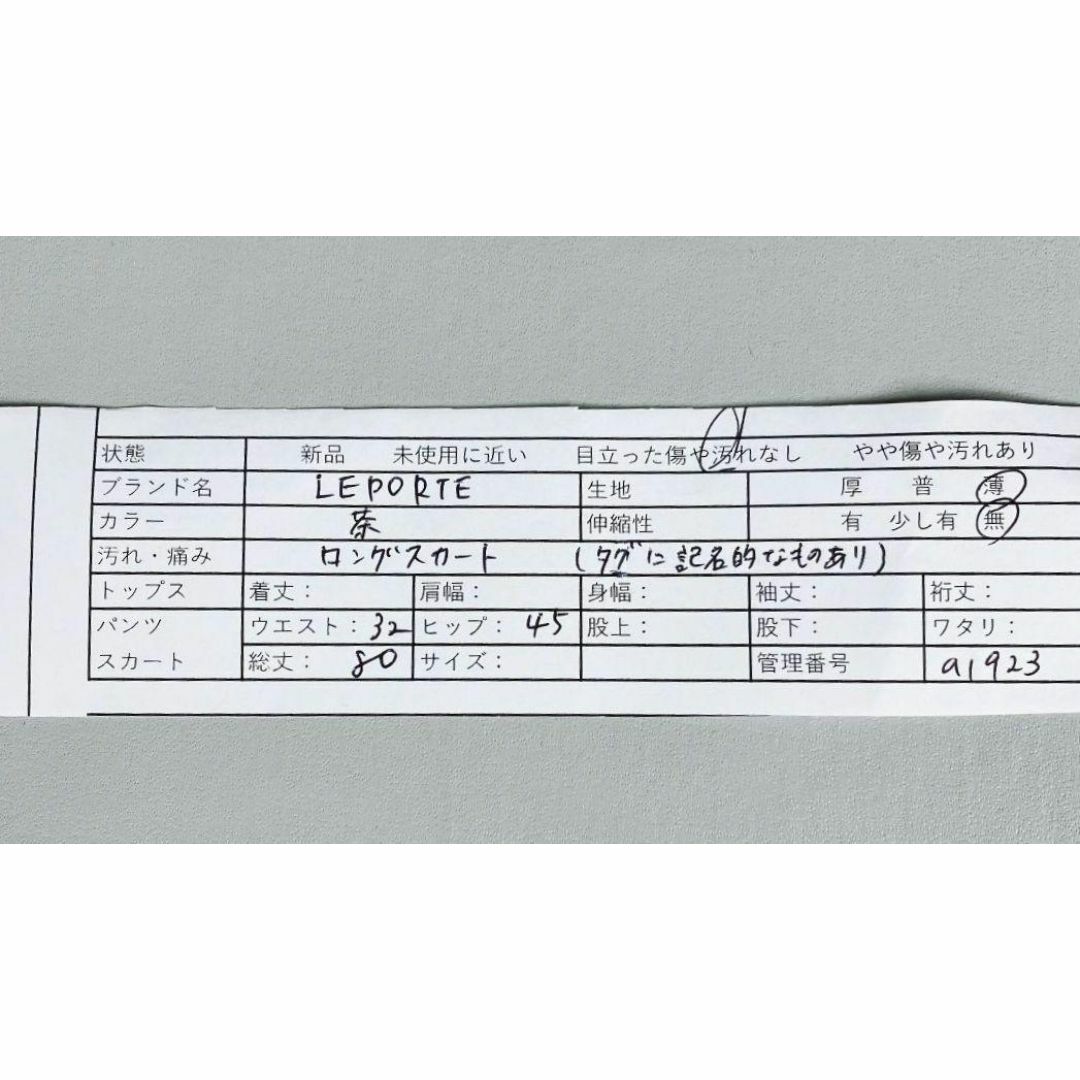 状態 新品 未使用に近い 目立った傷や汚れなし やや傷や汚れあり
ブランド名 LEPORTE 生地 厚 普 薄
カラー 茶 伸縮性 有 少し有 無
汚れ・痛み ロングスカート (タグに記名的なものあり)
トップス 着丈: 肩幅: 身幅: 袖丈: 裄丈:
パンツ ウエスト: 32 ヒップ: 45 股上: 股下: ワタリ:
スカート 総丈: 80 サイズ: 管理番号 a1923